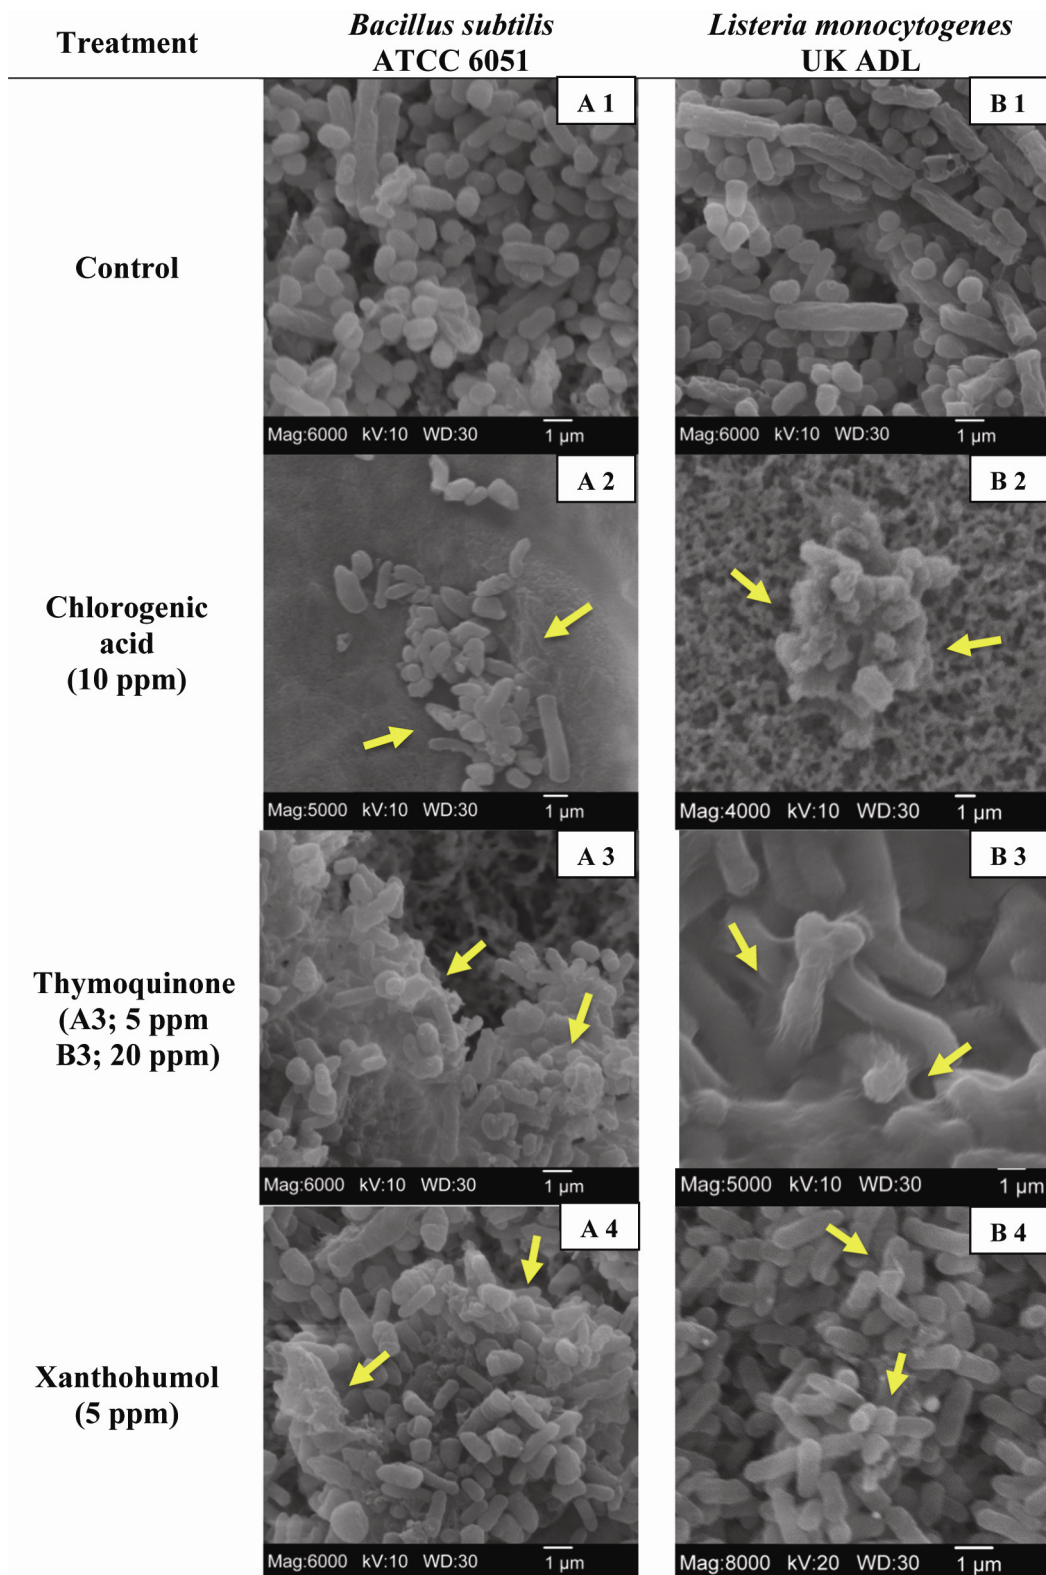 Treatment
Bacillus subtilis
ATCC 6051
Listeria monocytogenes
UK ADL
Control
A 1
Mag:6000 kV:10 WD:30 1 µm
B 1
Mag:6000 kV:10 WD:30 1 µm
Chlorogenic
acid
(10 ppm)
A 2
Mag:5000 kV:10 WD:30 1 µm
B 2
Mag:4000 kV:10 WD:30 1 µm
Thymoquinone
(A3; 5 ppm
B3; 20 ppm)
A 3
Mag:6000 kV:10 WD:30 1 µm
B 3
Mag:5000 kV:10 WD:30 1 µm
Xanthohumol
(5 ppm)
A 4
Mag:6000 kV:10 WD:30 1 µm
B 4
Mag:8000 kV:20 WD:30 1 µm